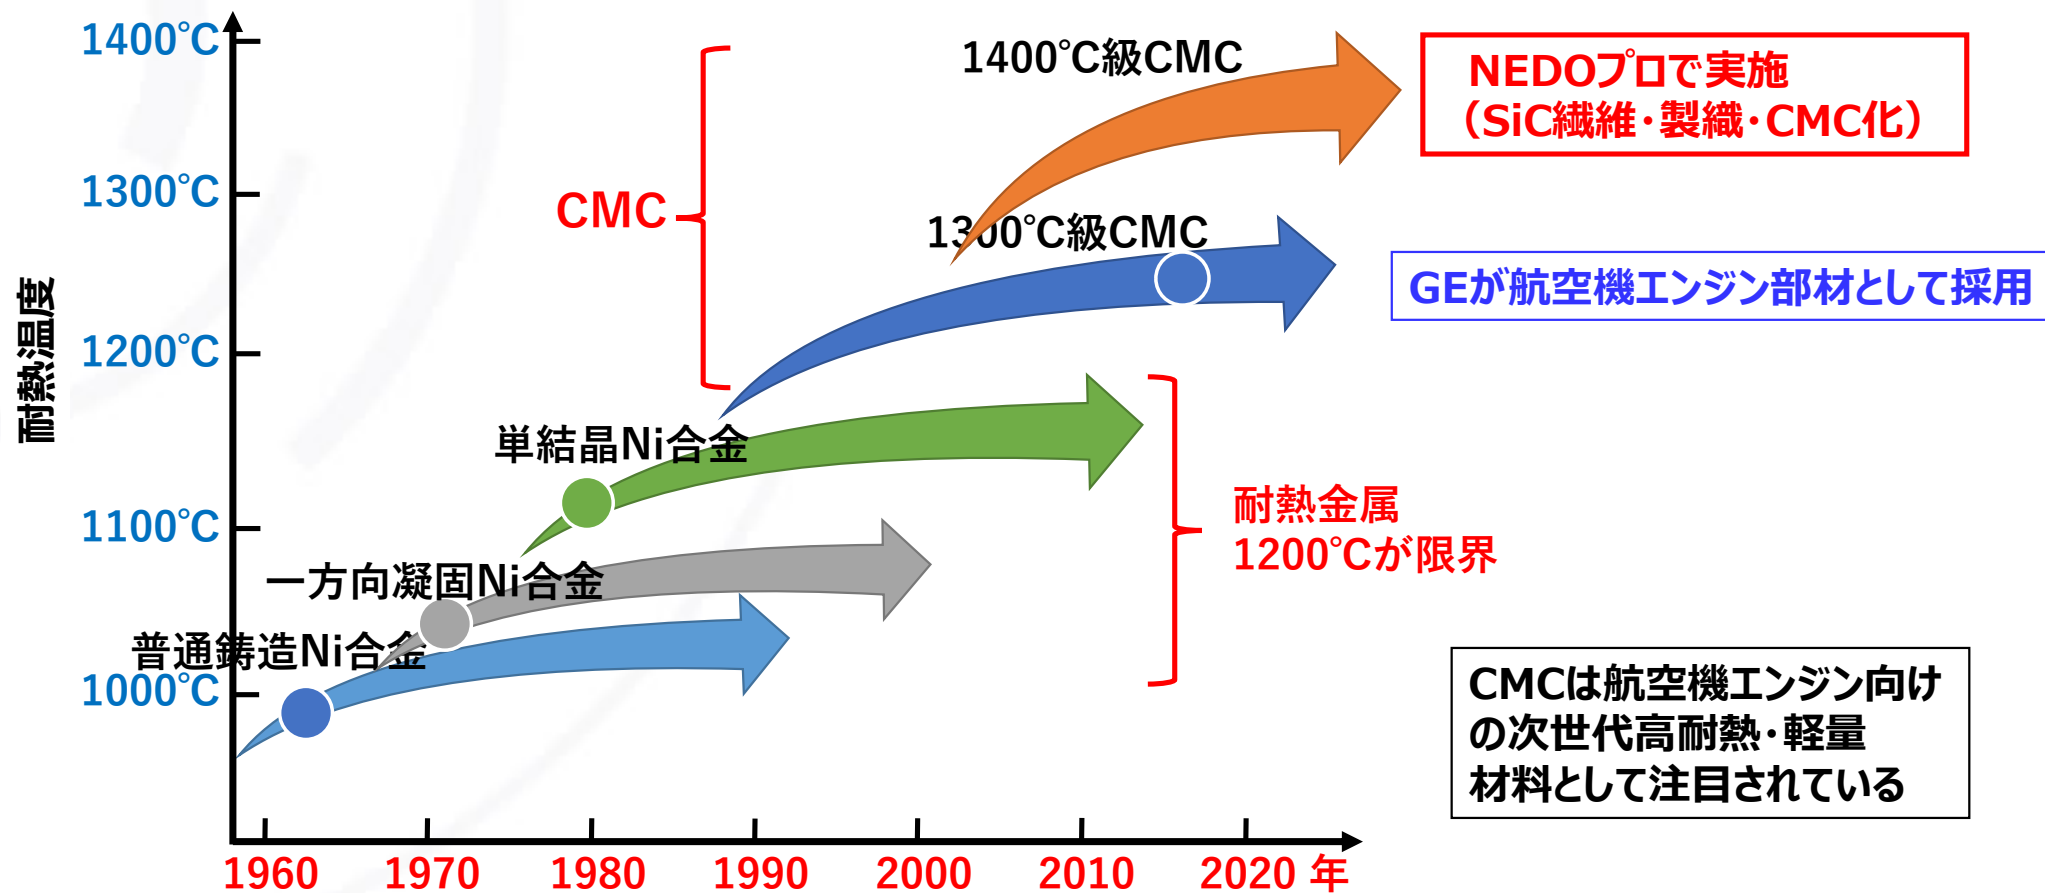 1400℃
1400℃級CMC
NEDOプロで実施
（SiC繊維・製織・CMC化）
1300℃
CMC
1300℃級CMC
GEが航空機エンジン部材として採用
耐熱温度
1200℃
単結晶Ni合金
耐熱金属
1200℃が限界
1100℃
一方向凝固Ni合金
普通鋳造Ni合金
1000℃
CMCは航空機エンジン向け
の次世代高耐熱・軽量
材料として注目されている
1960 1970 1980 1990 2000 2010 2020 年